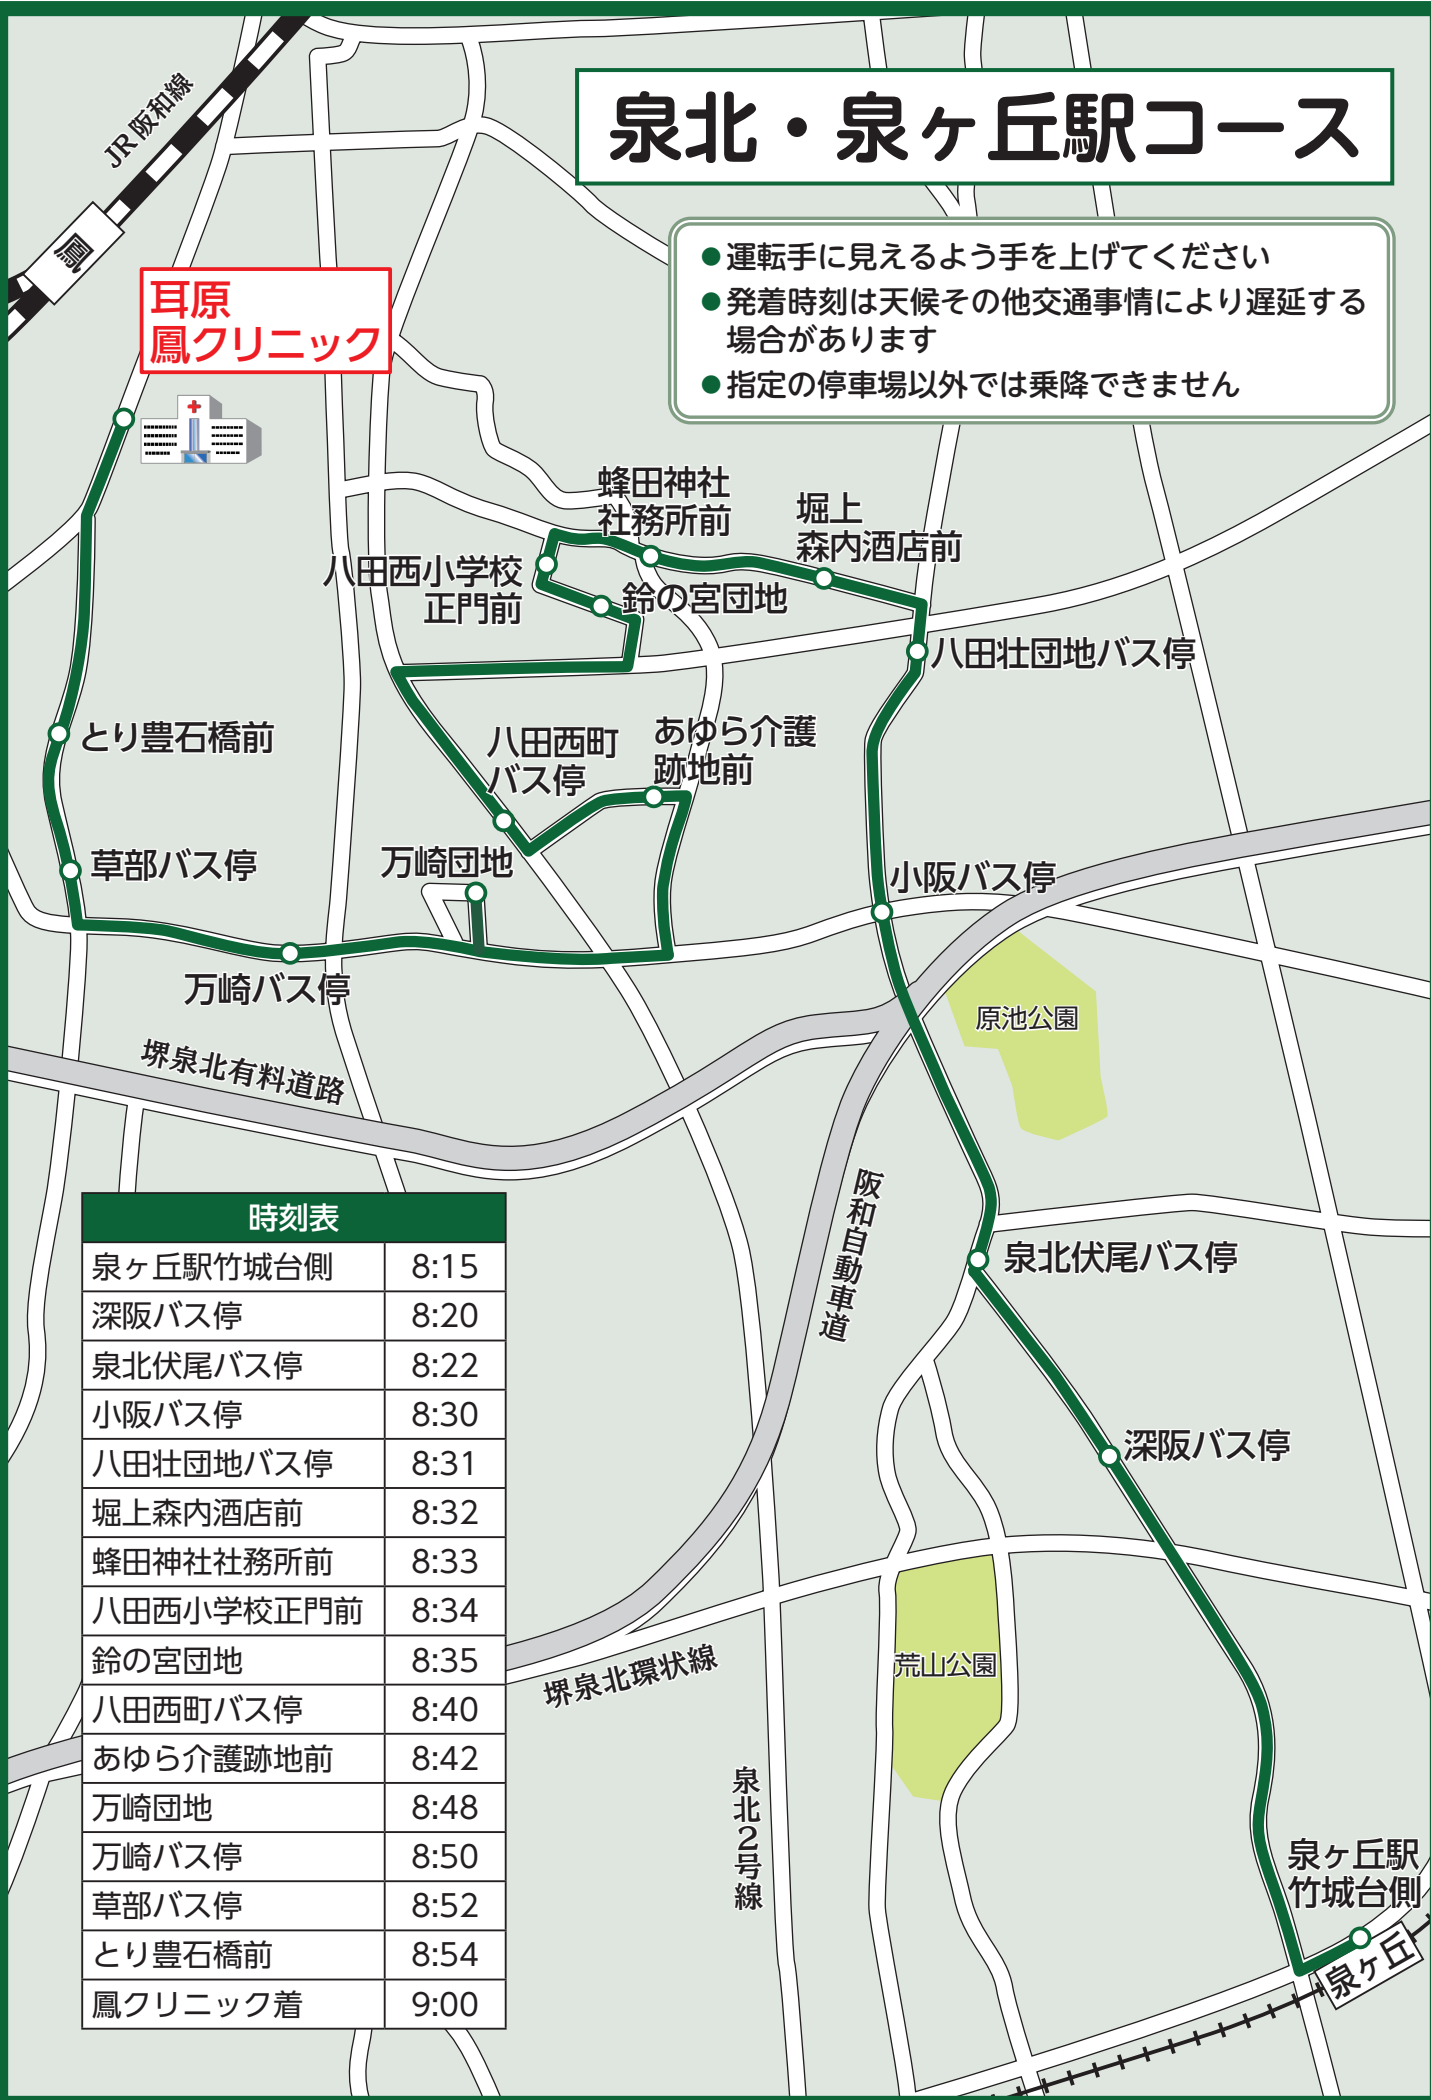 泉北・泉ヶ丘駅コース
●運転手に見えるよう手を上げてください
●発着時刻は天候その他交通事情により遅延する
場合があります
●指定の停車場以外では乗降できません
JR阪和線
鳳
耳原
鳳クリニック
蜂田神社
社務所前
堀上
森内酒店前
八田西小学校
正門前
鈴の宮団地
八田壮団地バス停
とり豊石橋前
八田西町
バス停
あゆら介護
跡地前
草部バス停
万崎団地
小阪バス停
万崎バス停
原池公園
堺泉北有料道路
阪和自動車道
泉北伏尾バス停
深阪バス停
堺泉北環状線
荒山公園
泉北2号線
泉ヶ丘駅
竹城台側
泉ヶ丘
時刻表
泉ヶ丘駅竹城台側 8:15
深阪バス停 8:20
泉北伏尾バス停 8:22
小阪バス停 8:30
八田壮団地バス停 8:31
堀上森内酒店前 8:32
蜂田神社社務所前 8:33
八田西小学校正門前 8:34
鈴の宮団地 8:35
八田西町バス停 8:40
あゆら介護跡地前 8:42
万崎団地 8:48
万崎バス停 8:50
草部バス停 8:52
とり豊石橋前 8:54
鳳クリニック着 9:00